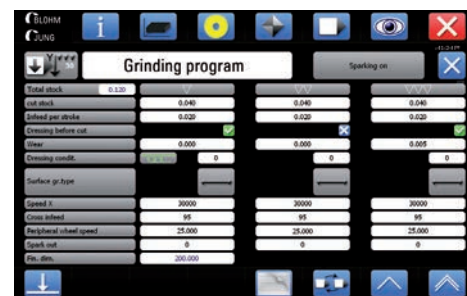 BLOHM
JUNG
Grinding program
Sparking on
Total stock 0.120
cut stock 0.040 0.040 0.040
Infeed per stroke 0.020 0.020 0.020
Dressing before cut
Wear 0.000 0.000 0.005
Dressing condit. 0 0 0
Surface gr.type
Speed X 30000 30000 30000
Cross infeed 95 95 95
Peripheral wheel speed 25.000 25.000 25.000
Spark out 0 0 0
Fin. dim. 200.000